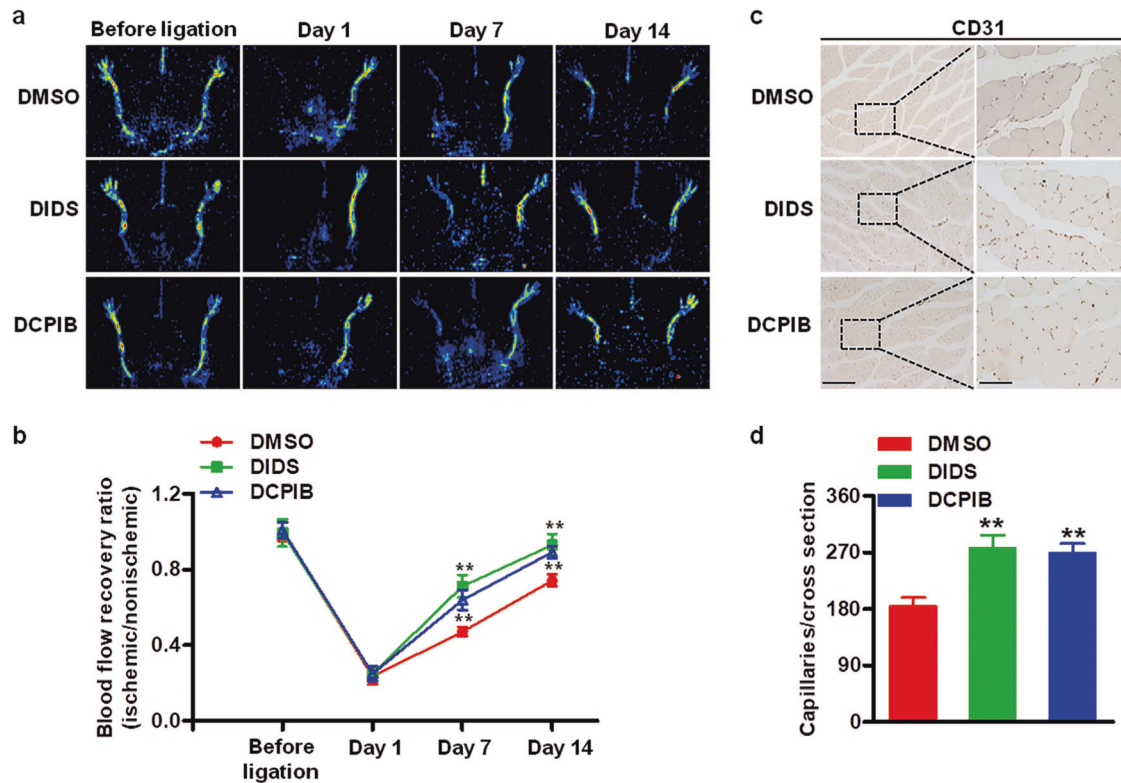 a
Before ligation Day 1 Day 7 Day 14
DMSO
DIDS
DCPIB
b
DMSO
DIDS
DCPIB
Blood flow recovery ratio
(ischemic/nonischemic)
1.2
0.8
0.4
0.0
**
**
**
**
Before ligation Day 1 Day 7 Day 14
c
CD31
DMSO
DIDS
DCPIB
d
DMSO
DIDS
DCPIB
Capillaries/cross section
360
270
180
90
0
** **